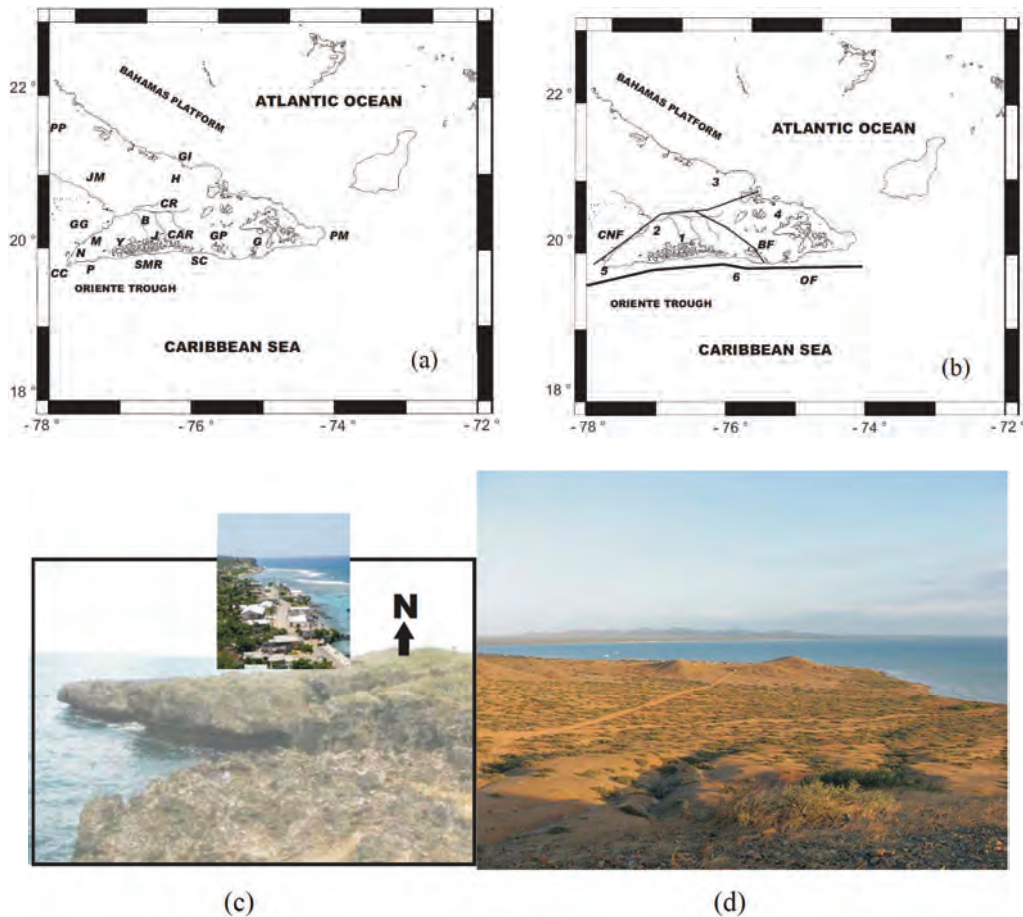 22°
BAHAMAS PLATFORM
ATLANTIC OCEAN
PP
GI
JM
H
CR
GG
B
20°
M
Y
J
CAR
GP
G
PM
N
CC
P
SMR
SC
ORIENTE TROUGH
CARIBBEAN SEA
(a)
18°
-78°
-76°
-74°
-72°
22°
BAHAMAS PLATFORM
ATLANTIC OCEAN
3
4
CNF
2
1
20°
BF
5
6
OF
ORIENTE TROUGH
CARIBBEAN SEA
(b)
18°
-78°
-76°
-74°
-72°
N
(c)
(d)